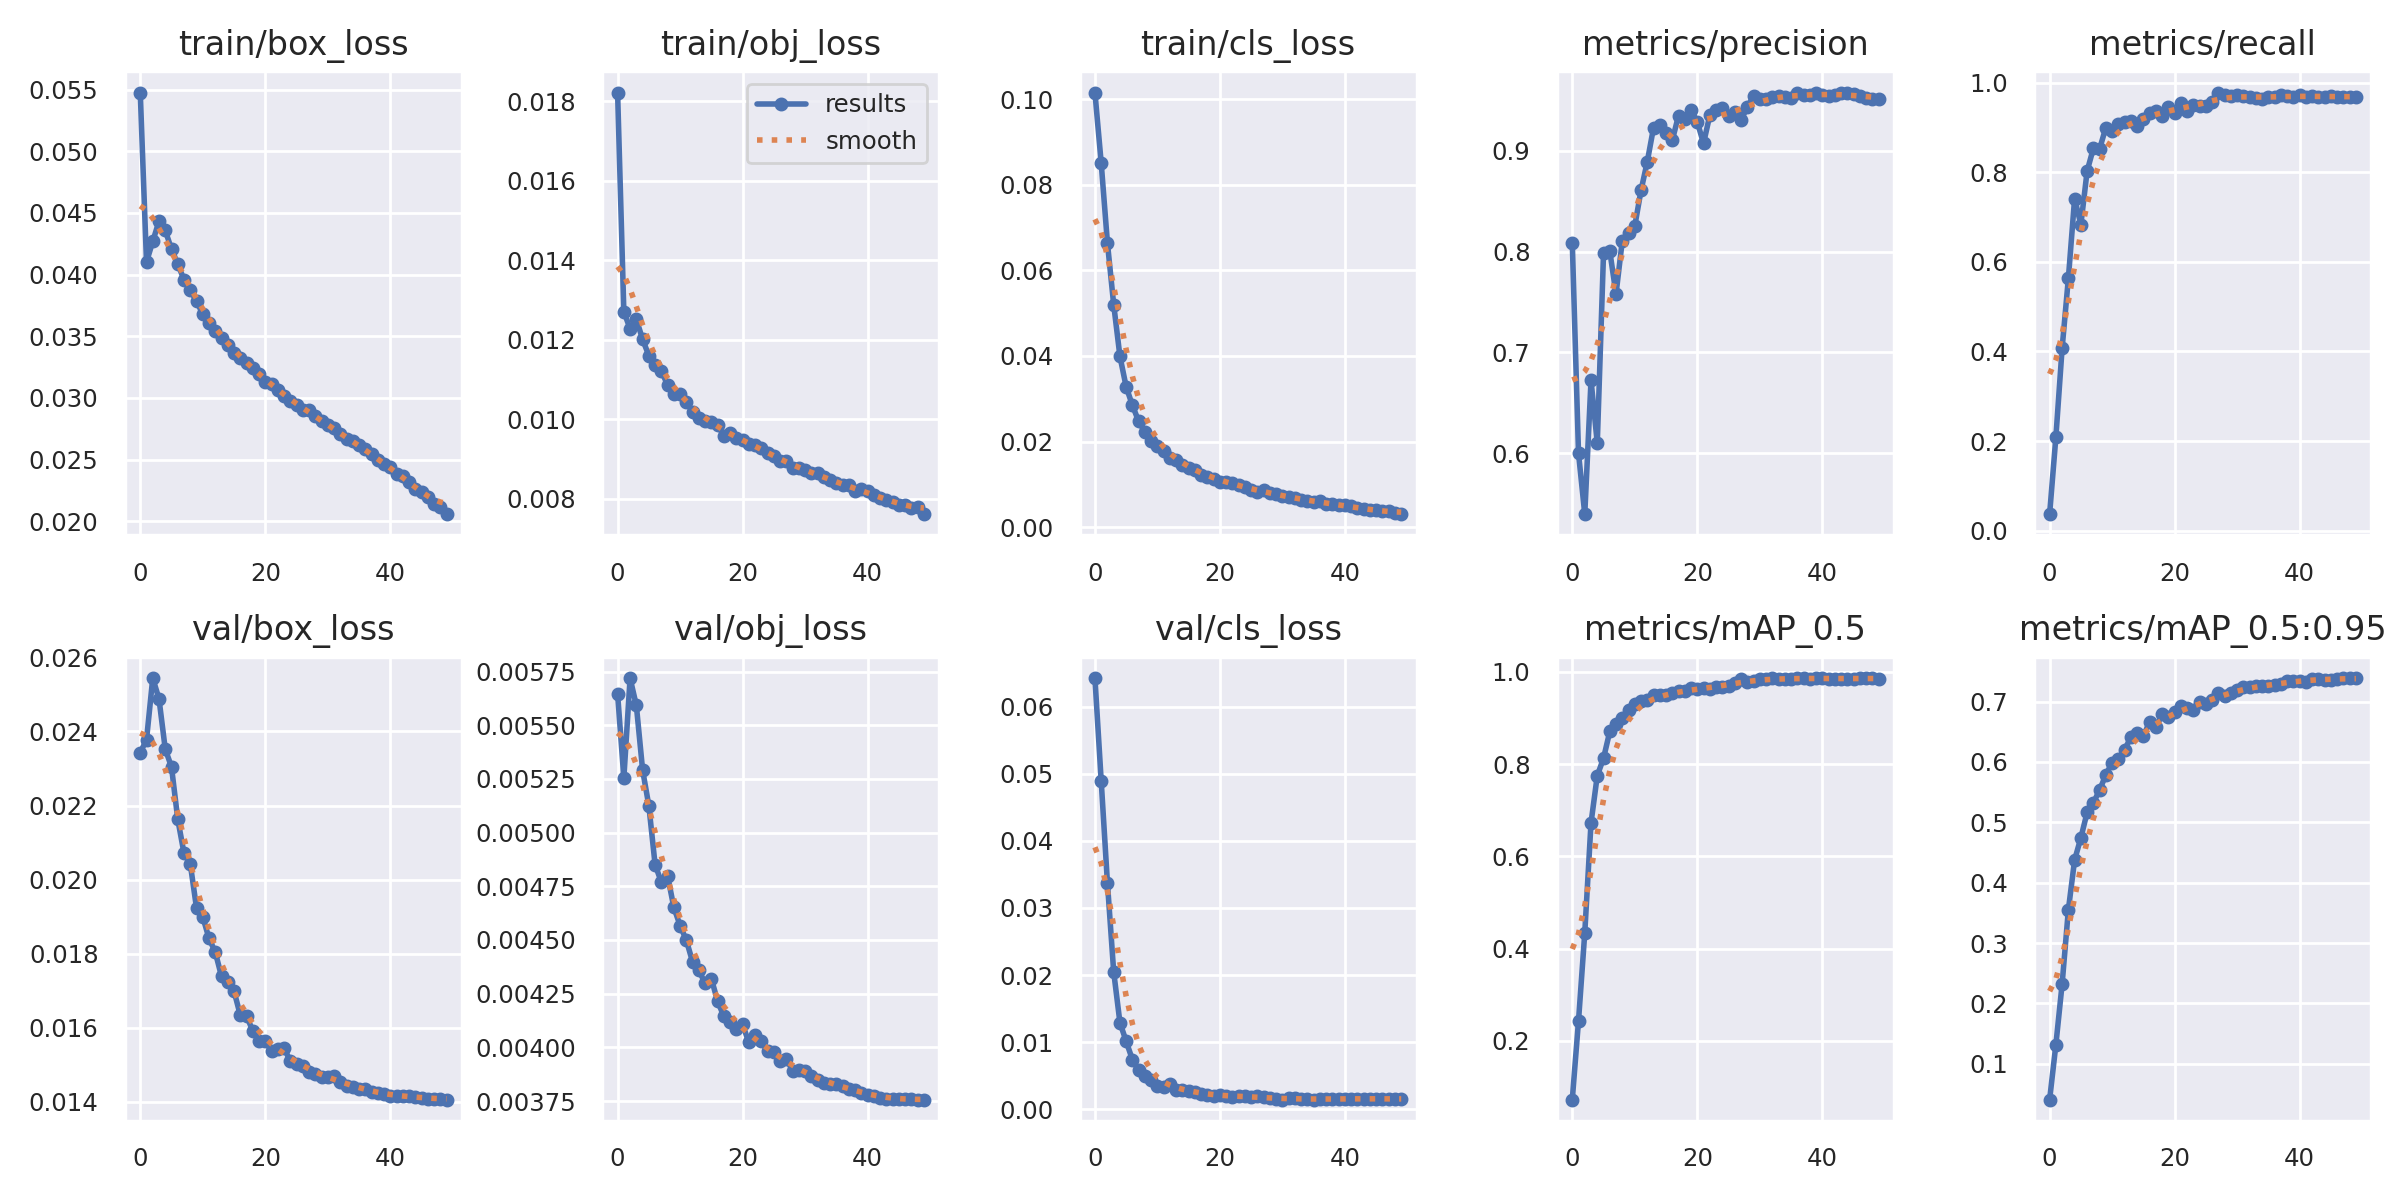 train/box_loss
0.055
0.050
0.045
0.040
0.035
0.030
0.025
0.020
0 20 40
train/obj_loss
results
smooth
0.018
0.016
0.014
0.012
0.010
0.008
0 20 40
train/cls_loss
0.10
0.08
0.06
0.04
0.02
0.00
0 20 40
metrics/precision
0.9
0.8
0.7
0.6
0 20 40
metrics/recall
1.0
0.8
0.6
0.4
0.2
0.0
0 20 40
val/box_loss
0.026
0.024
0.022
0.020
0.018
0.016
0.014
0 20 40
val/obj_loss
0.00575
0.00550
0.00525
0.00500
0.00475
0.00450
0.00425
0.00400
0.00375
0 20 40
val/cls_loss
0.06
0.05
0.04
0.03
0.02
0.01
0.00
0 20 40
metrics/mAP_0.5
1.0
0.8
0.6
0.4
0.2
0 20 40
metrics/mAP_0.5:0.95
0.7
0.6
0.5
0.4
0.3
0.2
0.1
0 20 40